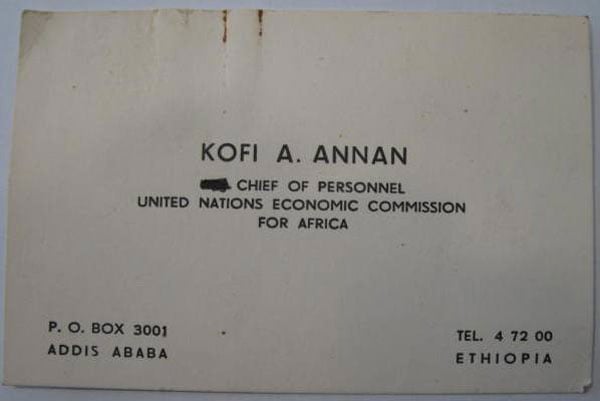 KOFI A. ANNAN
CHIEF OF PERSONNEL
UNITED NATIONS ECONOMIC COMMISSION
FOR AFRICA
P. O. BOX 3001
ADDIS ABABA
TEL. 4 72 00
ETHIOPIA